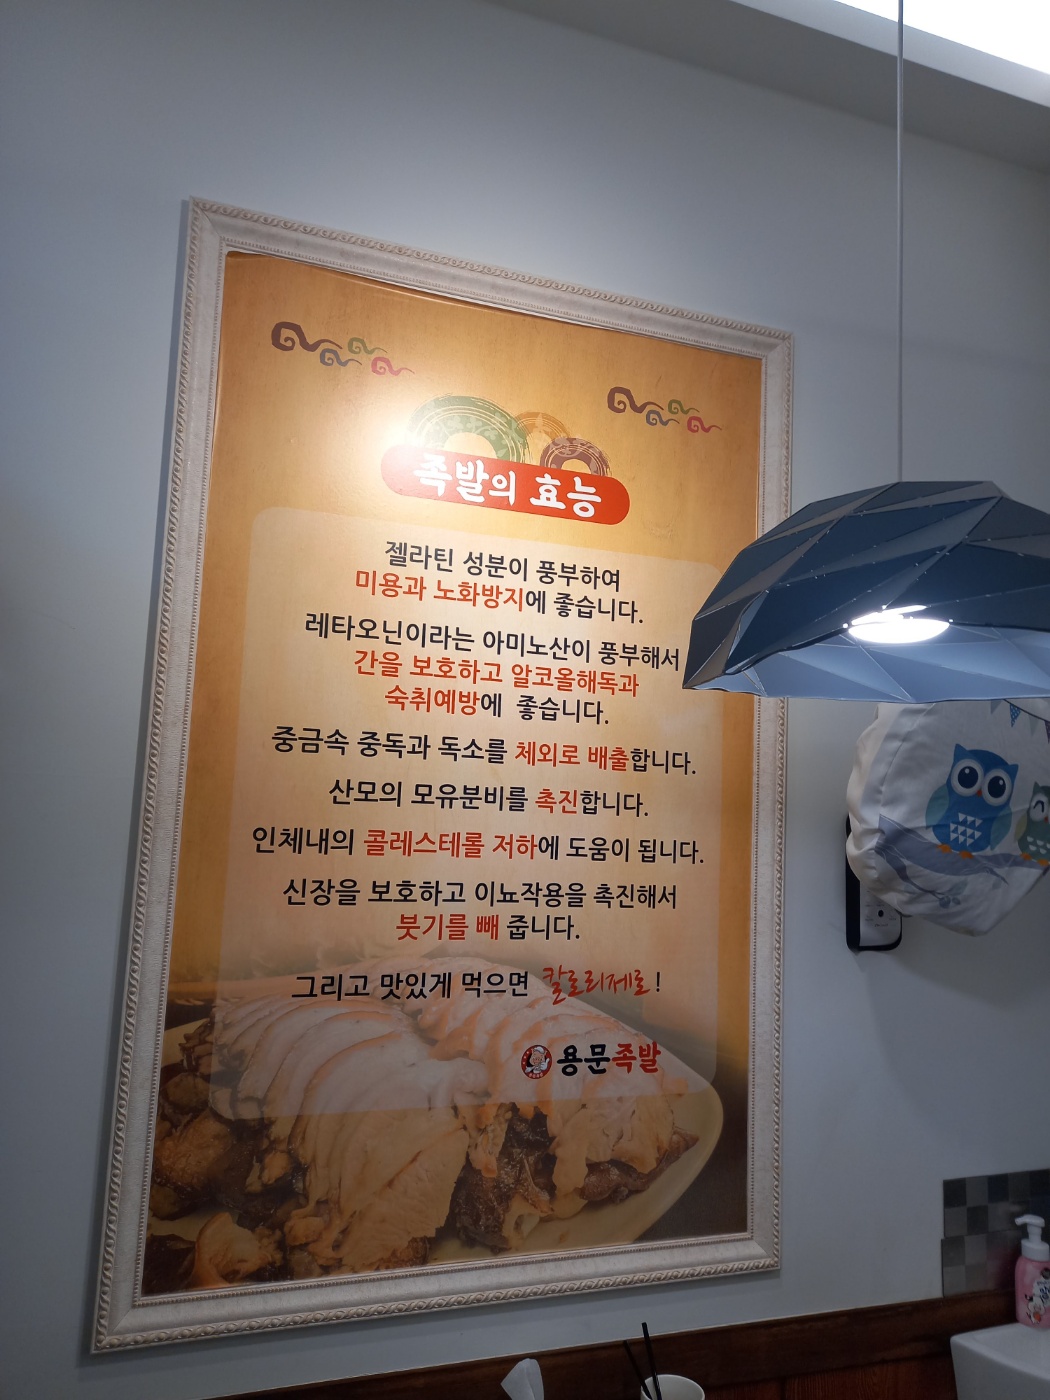 족발의 효능
젤라틴 성분이 풍부하여
미용과 노화방지에 좋습니다.
레타오닌이라는 아미노산이 풍부해서
간을 보호하고 알코올해독과
숙취예방에 좋습니다.
중금속 중독과 독소를 체외로 배출합니다.
산모의 모유분비를 촉진합니다.
인체내의 콜레스테롤 저하에 도움이 됩니다.
신장을 보호하고 이뇨작용을 촉진해서
붓기를 빼 줍니다.
그리고 맛있게 먹으면 칼로리제로!
용문족발